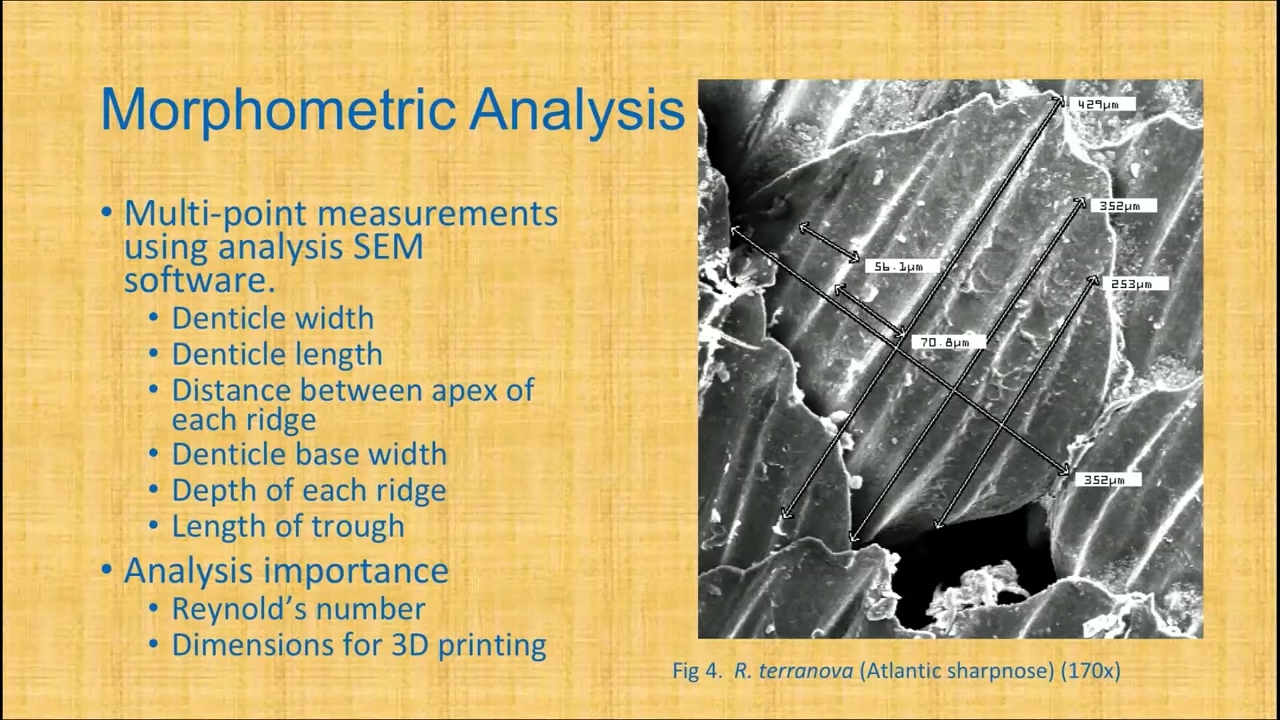 Morphometric Analysis
• Multi-point measurements
using analysis SEM
software.
• Denticle width
• Denticle length
• Distance between apex of
each ridge
• Denticle base width
• Depth of each ridge
• Length of trough
• Analysis importance
• Reynold’s number
• Dimensions for 3D printing
429µm
352µm
56.1µm
253µm
70.8µm
352µm
Fig 4. R. terranova (Atlantic sharpnose) (170x)